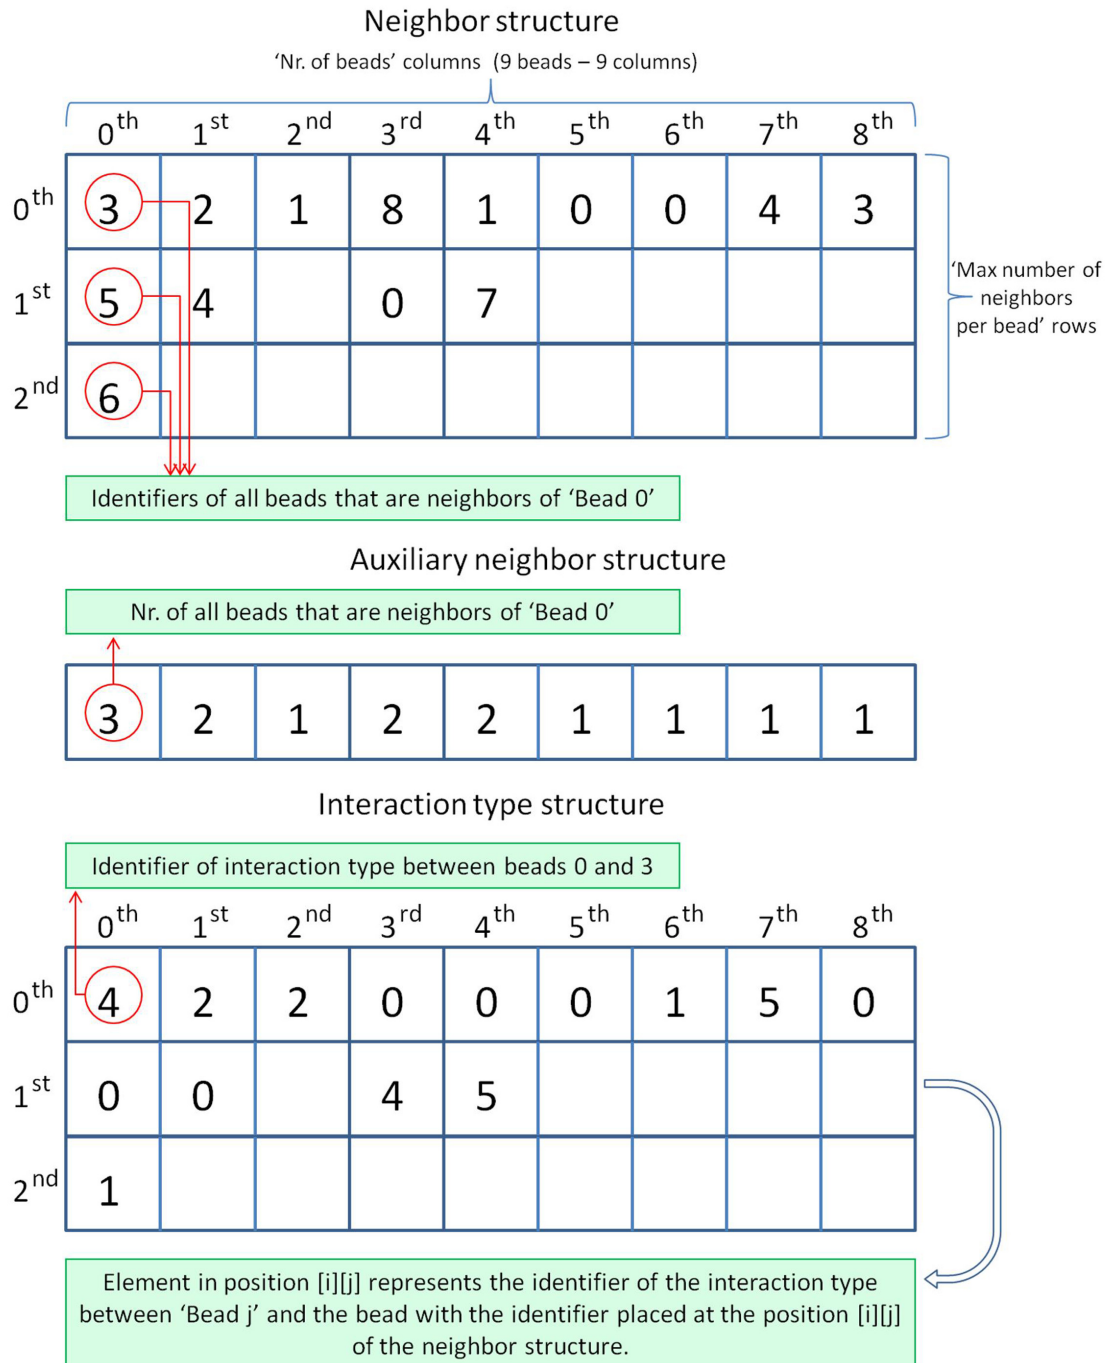 Neighbor structure
‘Nr. of beads’ columns (9 beads – 9 columns)
0th 1st 2nd 3rd 4th 5th 6th 7th 8th
0th 3 2 1 8 1 0 0 4 3
1st 5 4 0 7
2nd 6
‘Max number of
neighbors
per bead’ rows
Identifiers of all beads that are neighbors of ‘Bead 0’
Auxiliary neighbor structure
Nr. of all beads that are neighbors of ‘Bead 0’
3 2 1 2 2 1 1 1 1
Interaction type structure
Identifier of interaction type between beads 0 and 3
0th 1st 2nd 3rd 4th 5th 6th 7th 8th
0th 4 2 2 0 0 0 1 5 0
1st 0 0 4 5
2nd 1
Element in position [i][j] represents the identifier of the interaction type
between ‘Bead j’ and the bead with the identifier placed at the position [i][j]
of the neighbor structure.